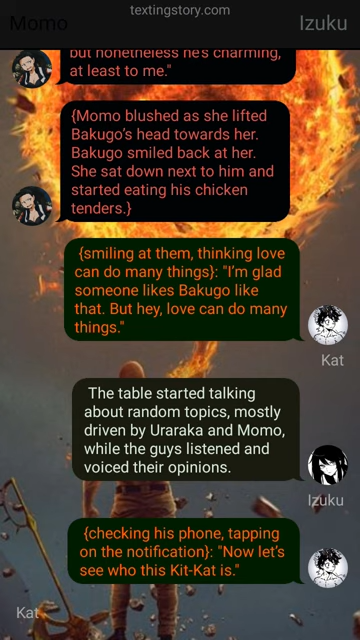 textingstory.com
Momo
Izuku
but nonetheless he's charming,
at least to me."
{Momo blushed as she lifted
Bakugo's head towards her.
Bakugo smiled back at her.
She sat down next to him and
started eating his chicken
tenders.}
{smiling at them, thinking love
can do many things}: "I'm glad
someone likes Bakugo like
that. But hey, love can do many
things."
Kat
The table started talking
about random topics, mostly
driven by Uraraka and Momo,
while the guys listened and
voiced their opinions.
Izuku
{checking his phone, tapping
on the notification}: "Now let's
see who this Kit-Kat is."
Kat